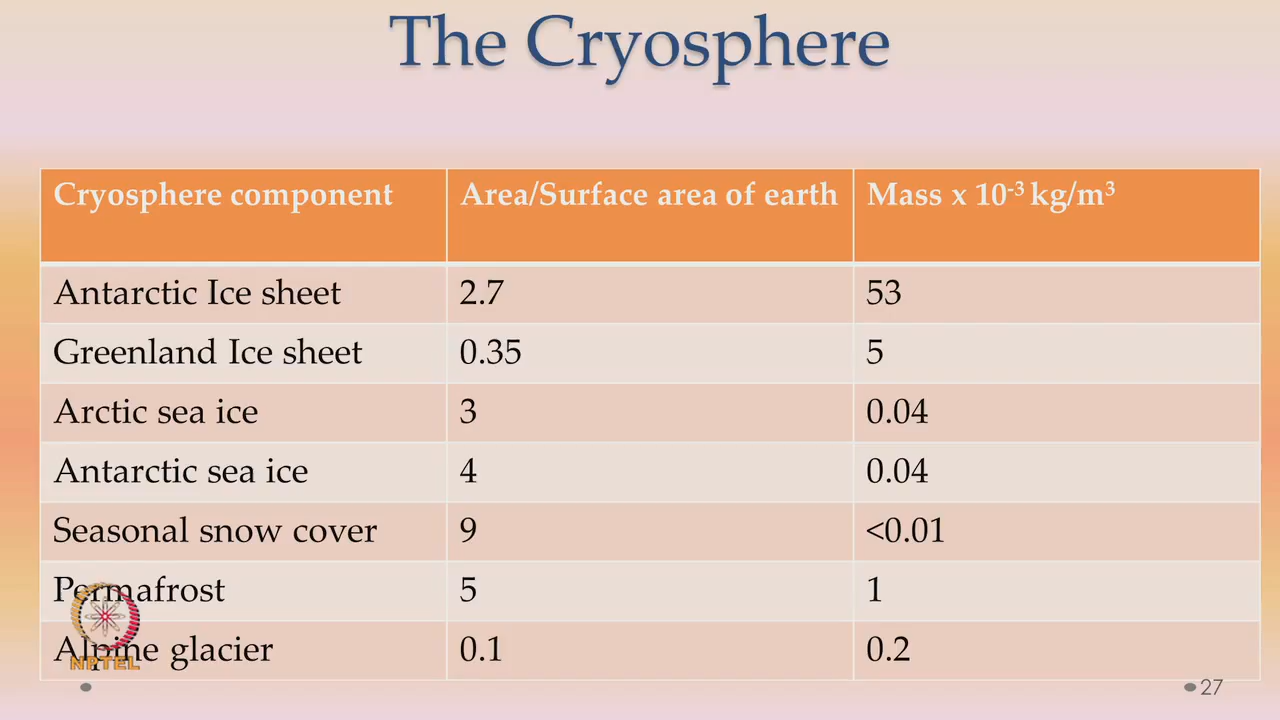 The Cryosphere
Cryosphere component Area/Surface area of earth Mass x 10⁻³ kg/m³
Antarctic Ice sheet 2.7 53
Greenland Ice sheet 0.35 5
Arctic sea ice 3 0.04
Antarctic sea ice 4 0.04
Seasonal snow cover 9 <0.01
Permafrost 5 1
Alpine glacier 0.1 0.2
NPTEL
27